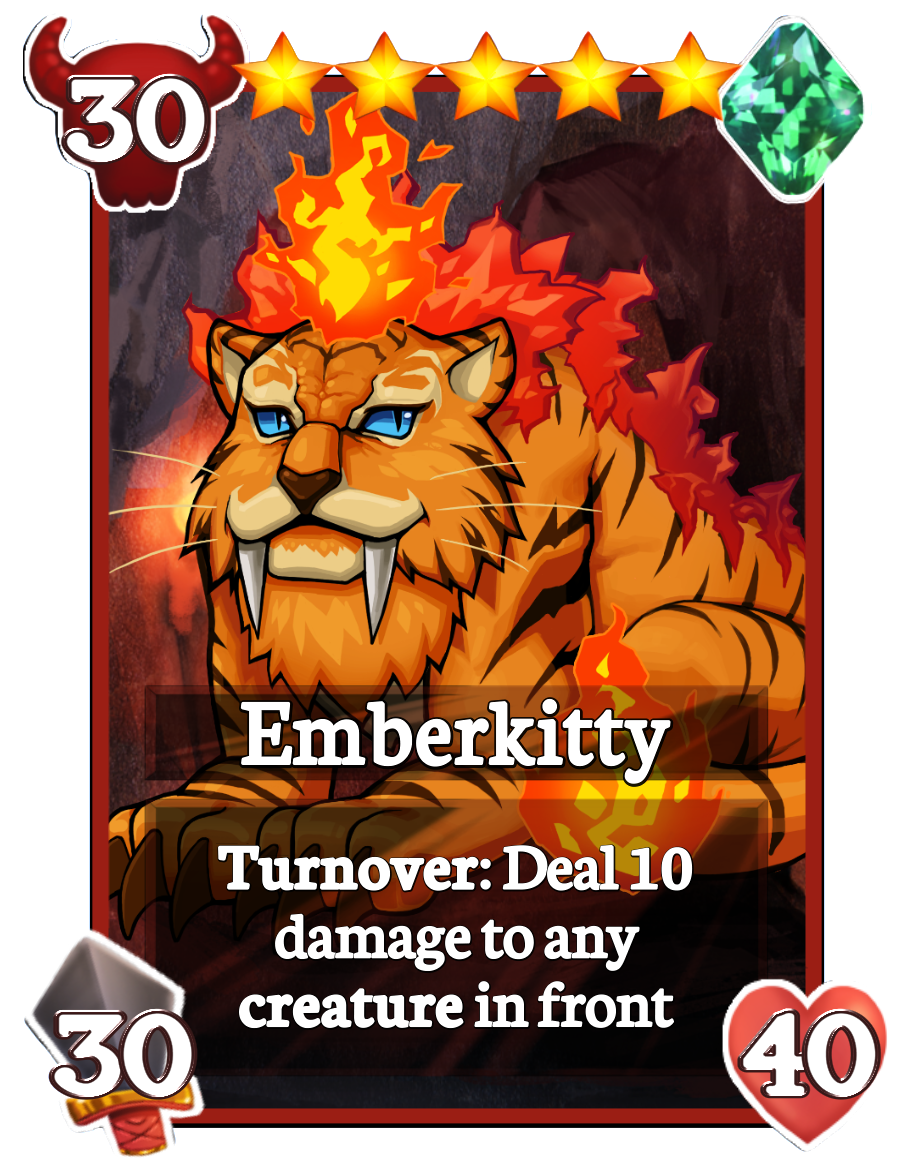 30
Emberkitty
Turnover: Deal 10
damage to any
creature in front
30
40